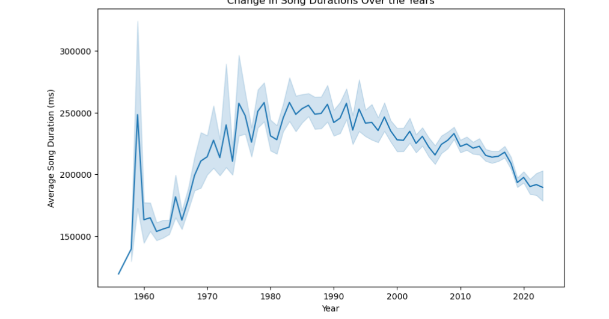 Change in Song Durations Over the Years
300000
250000
200000
150000
Average Song Duration (ms)
1960 1970 1980 1990 2000 2010 2020
Year